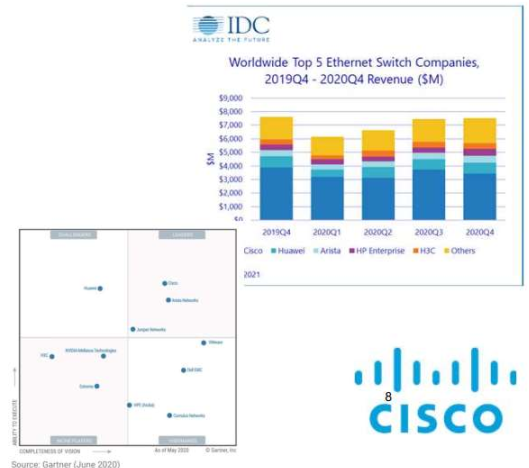 IDC
ANALYZE THE FUTURE
Worldwide Top 5 Ethernet Switch Companies,
2019Q4 - 2020Q4 Revenue ($M)
$9,000
$8,000
$7,000
$6,000
$5,000
$4,000
$3,000
$2,000
$1,000
$0
$M
2019Q4 2020Q1 2020Q2 2020Q3 2020Q4
Cisco Huawei Arista HP Enterprise H3C Others
2021
CHALLENGERS LEADERS
Huawei
Cisco
Arista Networks
Juniper Networks
VMware
H3C
NVIDIA (Mellanox Technologies)
Dell EMC
Extreme
HPE (Aruba)
Cumulus Networks
NICHE PLAYERS VISIONARIES
ABILITY TO EXECUTE
COMPLETENESS OF VISION
As of May 2020
© Gartner, Inc
Source: Gartner (June 2020)
8
CISCO